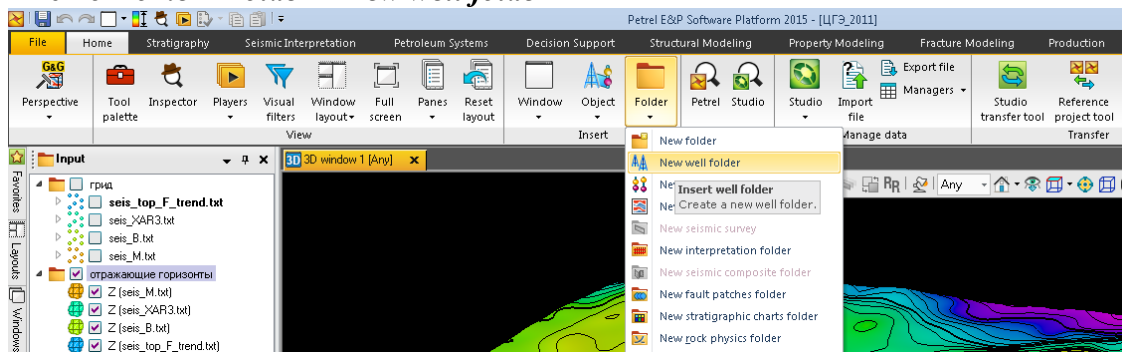 Petrel E&P Software Platform 2015 - [ЦГЭ_2011]
File Home Stratigraphy Seismic Interpretation Petroleum Systems Decision Support Structural Modeling Property Modeling Fracture Modeling Production
G&G
Perspective Tool palette Inspector Players Visual filters Window layout Full screen Panes Reset layout Window Object Folder Petrel Studio Studio Import file Export file Managers Studio transfer tool Reference project tool
View Insert Manage data Transfer
Input
3D 3D window 1 [Any]
Favorites
Layouts
Windows
грид
seis_top_F_trend.txt
seis_XAR3.txt
seis_B.txt
seis_M.txt
отражающие горизонты
Z (seis_M.txt)
Z (seis_XAR3.txt)
Z (seis_B.txt)
Z (seis_top_F_trend.txt)
New folder
New well folder
Insert well folder
Create a new well folder.
New seismic survey
New interpretation folder
New seismic composite folder
New fault patches folder
New stratigraphic charts folder
New rock physics folder
Any